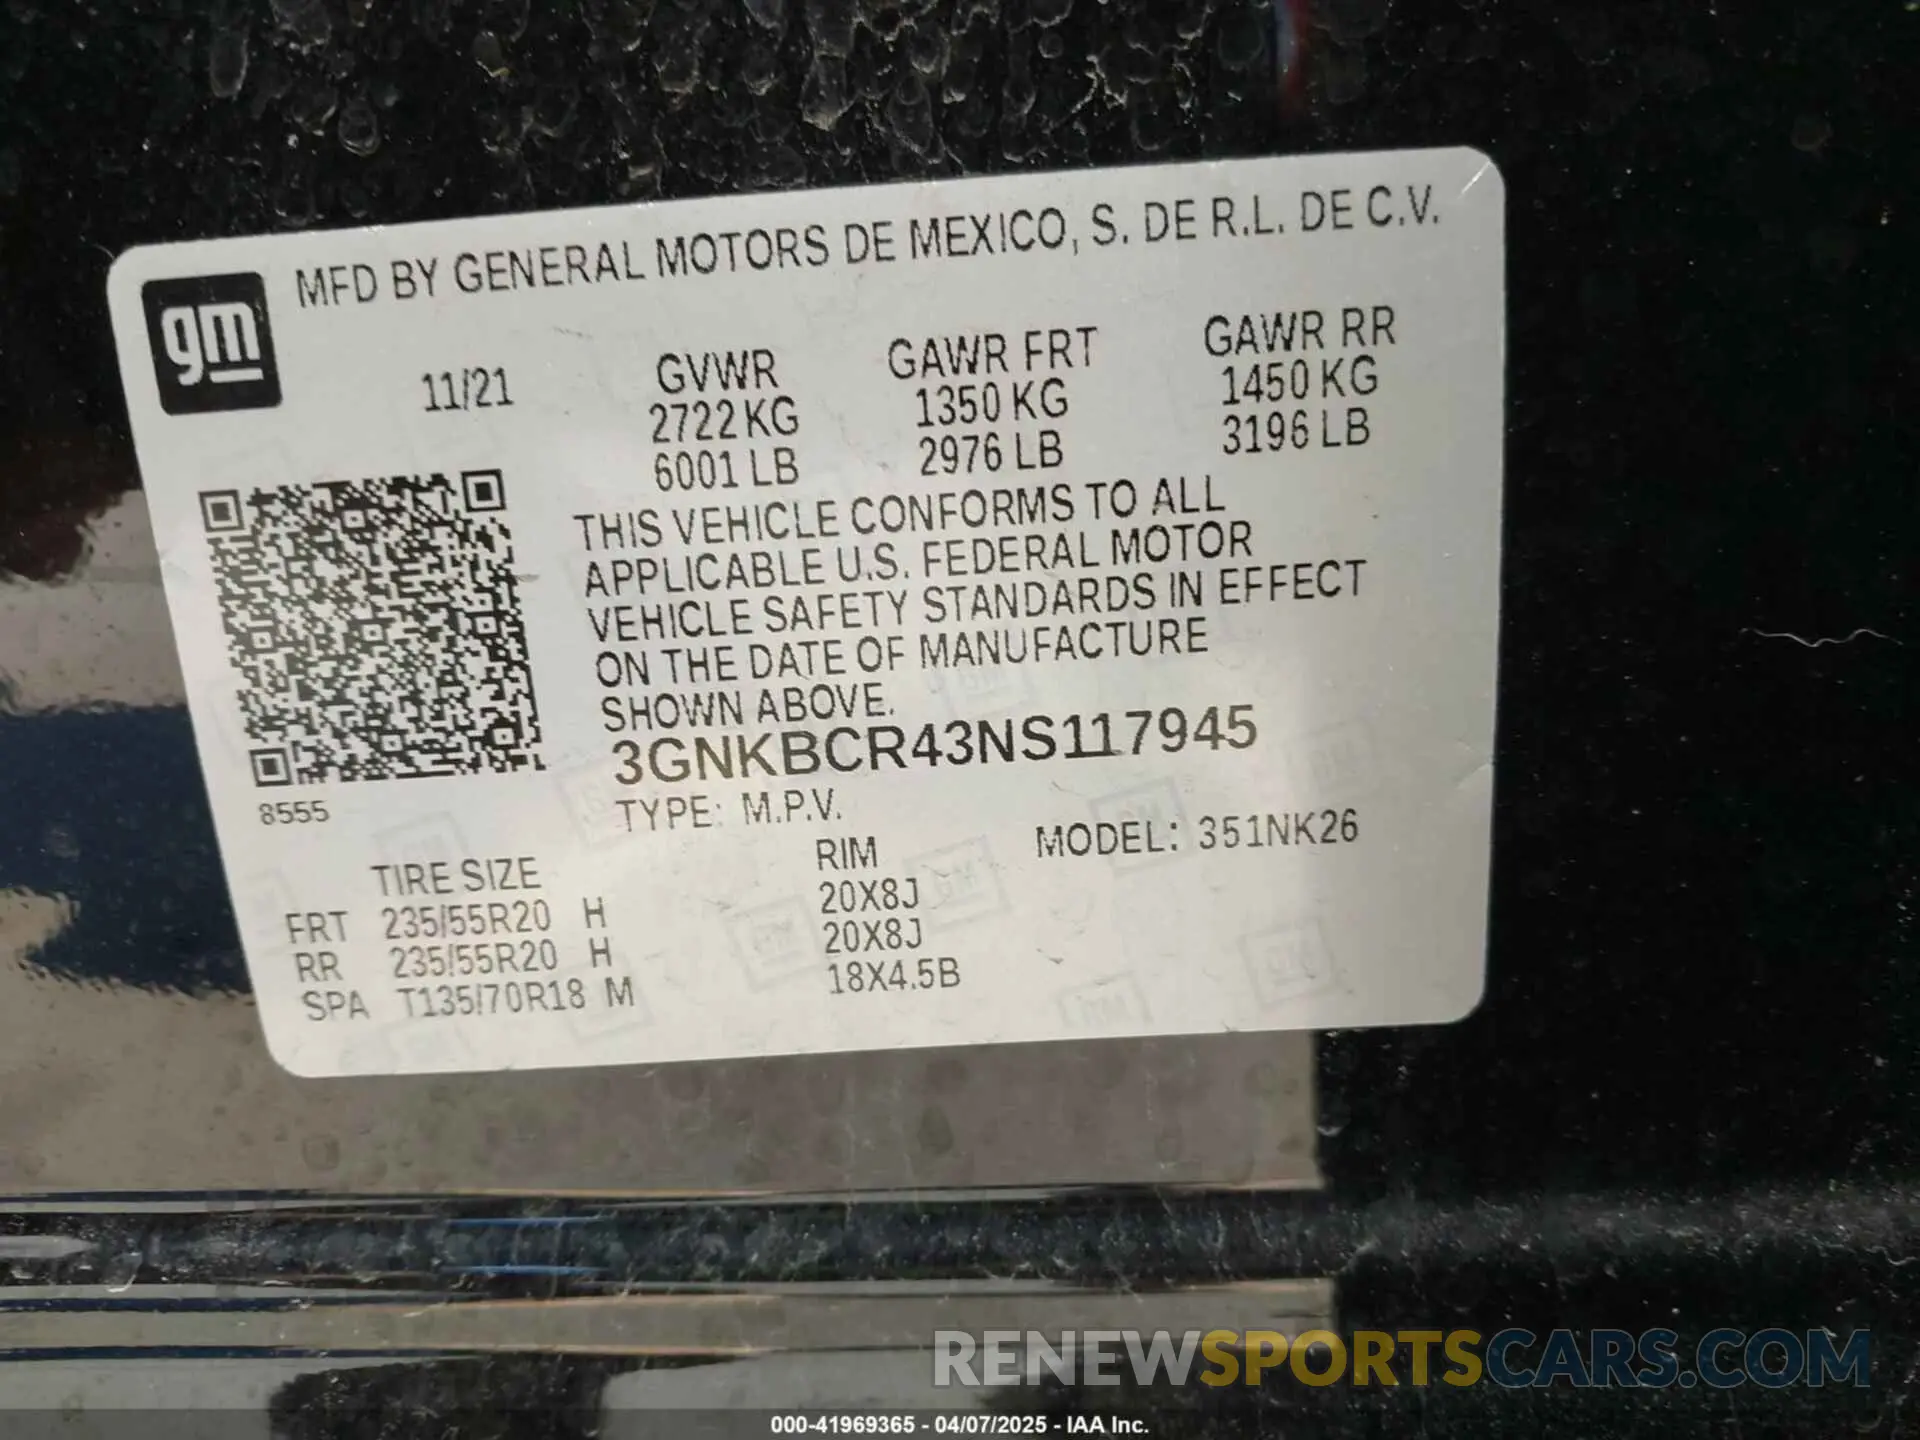 gm
MFD BY GENERAL MOTORS DE MEXICO, S. DE R.L. DE C.V.
11/21 GVWR GAWR FRT GAWR RR
2722 KG 1350 KG 1450 KG
6001 LB 2976 LB 3196 LB
THIS VEHICLE CONFORMS TO ALL
APPLICABLE U.S. FEDERAL MOTOR
VEHICLE SAFETY STANDARDS IN EFFECT
ON THE DATE OF MANUFACTURE
SHOWN ABOVE.
3GNKBCR43NS117945
8555
TYPE: M.P.V. MODEL: 351NK26
TIRE SIZE RIM
FRT 235/55R20 H 20X8J
RR 235/55R20 H 20X8J
SPA T135/70R18 M 18X4.5B
RENEWSPORTSCARS.COM
000-41969365 - 04/07/2025 - IAA Inc.